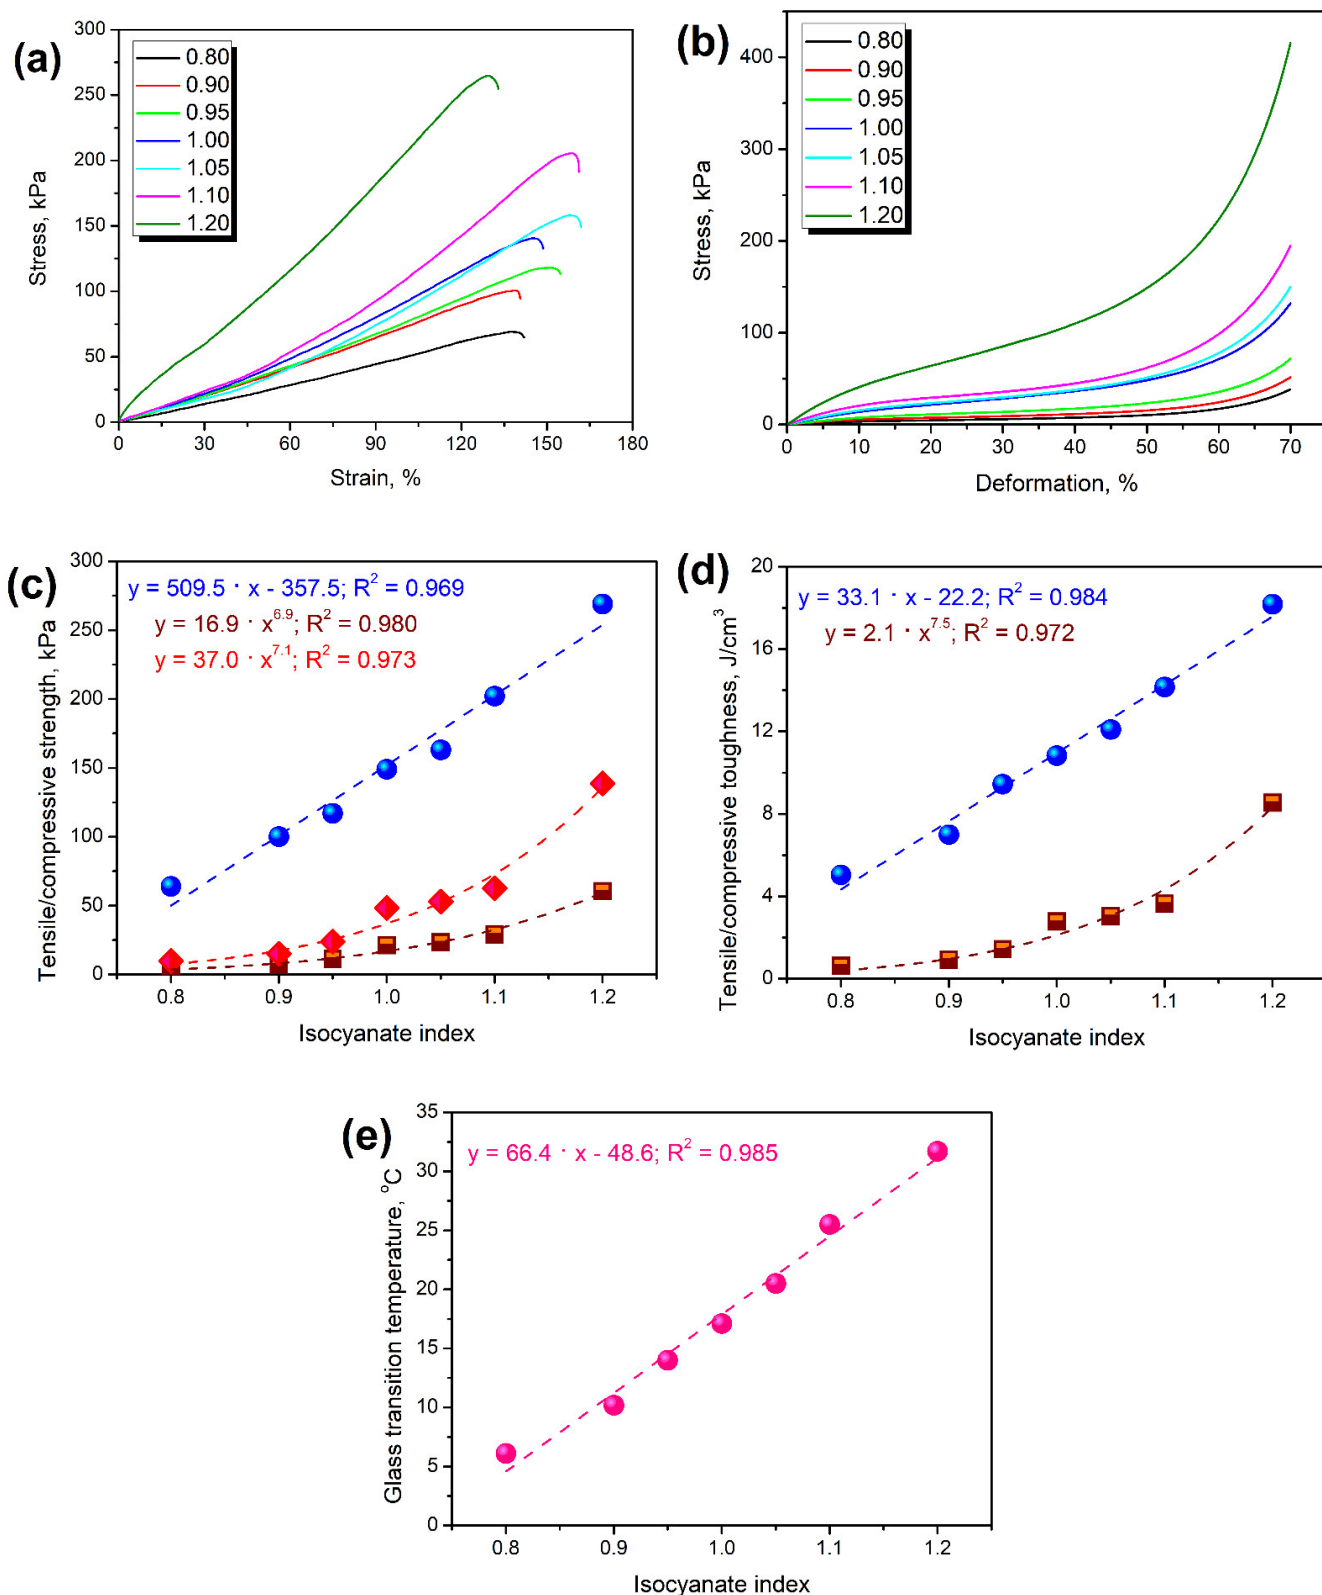 (a)
300
250
200
150
100
50
0
0 30 60 90 120 150 180
Stress, kPa
Strain, %
0.80
0.90
0.95
1.00
1.05
1.10
1.20
(b)
400
300
200
100
0
0 10 20 30 40 50 60 70
Stress, kPa
Deformation, %
0.80
0.90
0.95
1.00
1.05
1.10
1.20
(c)
300
250
200
150
100
50
0
0.8 0.9 1.0 1.1 1.2
Tensile/compressive strength, kPa
Isocyanate index
y = 509.5 · x - 357.5; R² = 0.969
y = 16.9 · x⁶·⁹; R² = 0.980
y = 37.0 · x⁷·¹; R² = 0.973
(d)
20
16
12
8
4
0
0.8 0.9 1.0 1.1 1.2
Tensile/compressive toughness, J/cm³
Isocyanate index
y = 33.1 · x - 22.2; R² = 0.984
y = 2.1 · x⁷·⁵; R² = 0.972
(e)
35
30
25
20
15
10
5
0
0.8 0.9 1.0 1.1 1.2
Glass transition temperature, °C
Isocyanate index
y = 66.4 · x - 48.6; R² = 0.985